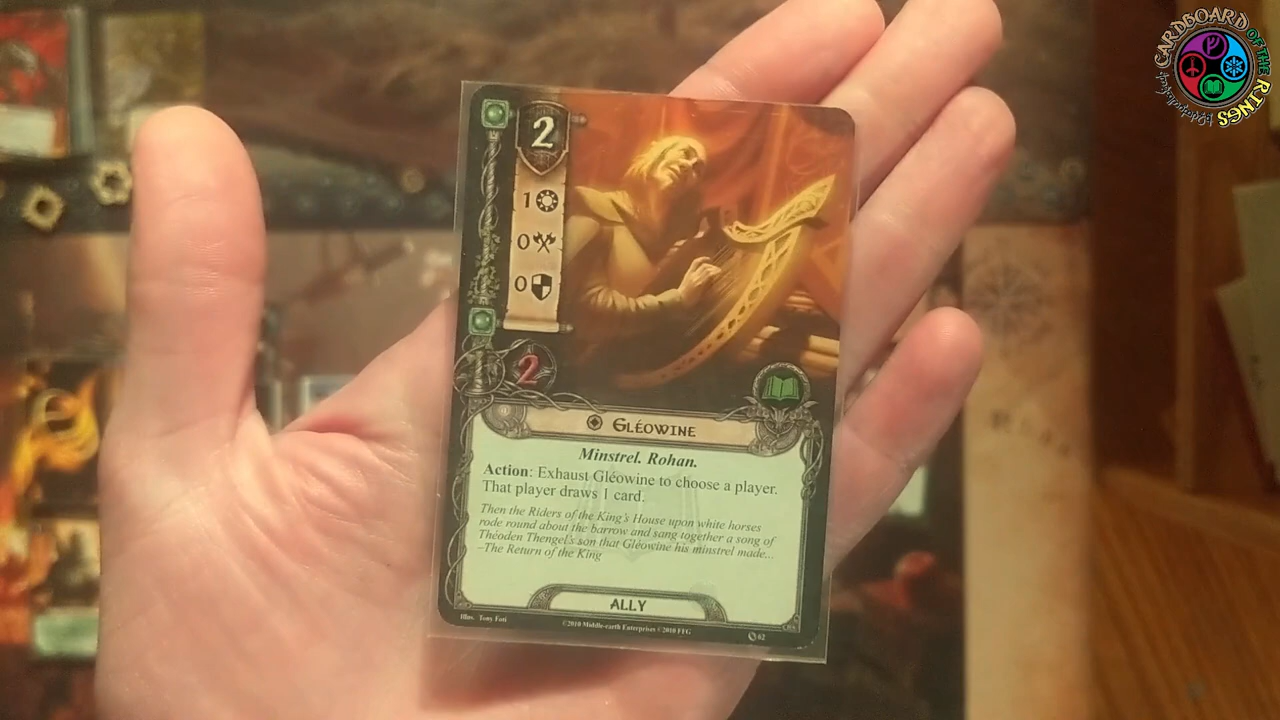 CARDBOARD OF THE RINGS
2
1
0
0
2
GLÉOWINE
Minstrel. Rohan.
Action: Exhaust Gléowine to choose a player.
That player draws 1 card.
Then the Riders of the King's House upon white horses
rode round about the barrow and sang together a song of
Théoden Thengel's son that Gléowine his minstrel made...
–The Return of the King
ALLY
Illus. Tony Foti
©2010 Middle-earth Enterprises ©2010 FFG
62